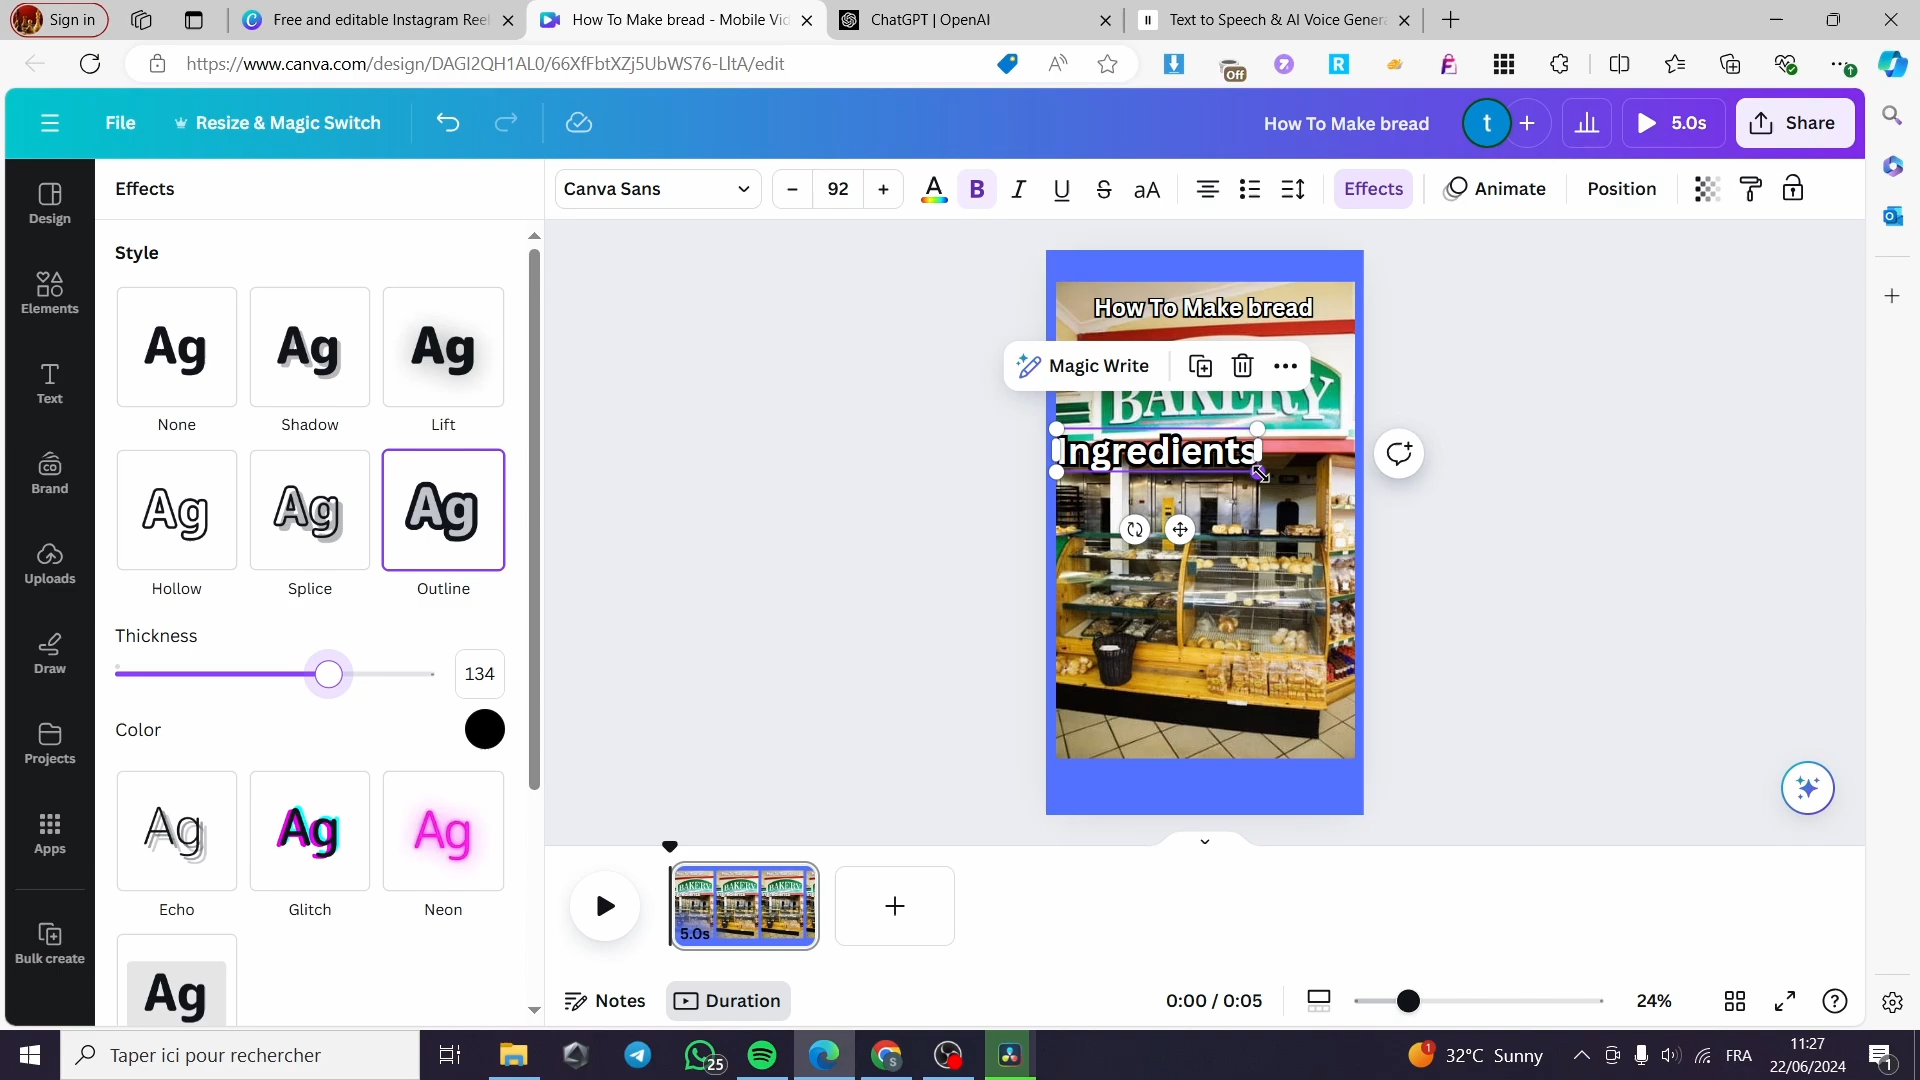 Sign in
Free and editable Instagram Ree
How To Make bread - Mobile Vid
ChatGPT | OpenAI
Text to Speech & AI Voice Genera
https://www.canva.com/design/DAGI2QH1AL0/66XfFbtXZj5UbWS76-LltA/edit
Off
File
Resize & Magic Switch
How To Make bread
t
5.0s
Share
Design
Elements
Text
Brand
Uploads
Draw
Projects
Apps
Bulk create
Effects
Style
Ag
Ag
Ag
None
Shadow
Lift
Ag
Ag
Ag
Hollow
Splice
Outline
Thickness
134
Color
Ag
Ag
Ag
Echo
Glitch
Neon
Ag
Canva Sans
92
A
B
I
U
S
aA
Effects
Animate
Position
How To Make bread
Magic Write
BAKERY
Ingredients
5.0s
Notes
Duration
0:00 / 0:05
24%
Taper ici pour rechercher
25
1
32°C Sunny
FRA
11:27
22/06/2024
1